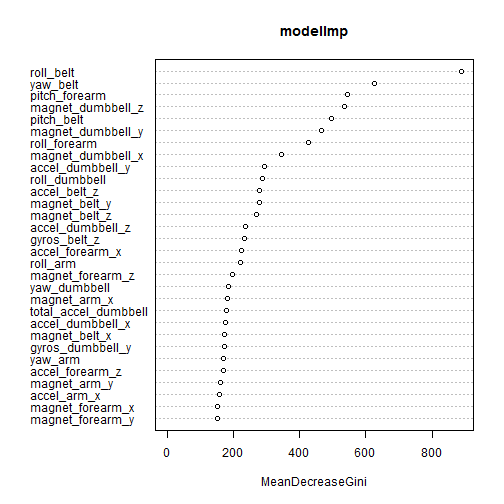 modelImp
roll_belt
yaw_belt
pitch_forearm
magnet_dumbbell_z
pitch_belt
magnet_dumbbell_y
roll_forearm
magnet_dumbbell_x
accel_dumbbell_y
roll_dumbbell
accel_belt_z
magnet_belt_y
magnet_belt_z
accel_dumbbell_z
gyros_belt_z
accel_forearm_x
roll_arm
magnet_forearm_z
yaw_dumbbell
magnet_arm_x
total_accel_dumbbell
accel_dumbbell_x
magnet_belt_x
gyros_dumbbell_y
yaw_arm
accel_forearm_z
magnet_arm_y
accel_arm_x
magnet_forearm_x
magnet_forearm_y
0 200 400 600 800
MeanDecreaseGini